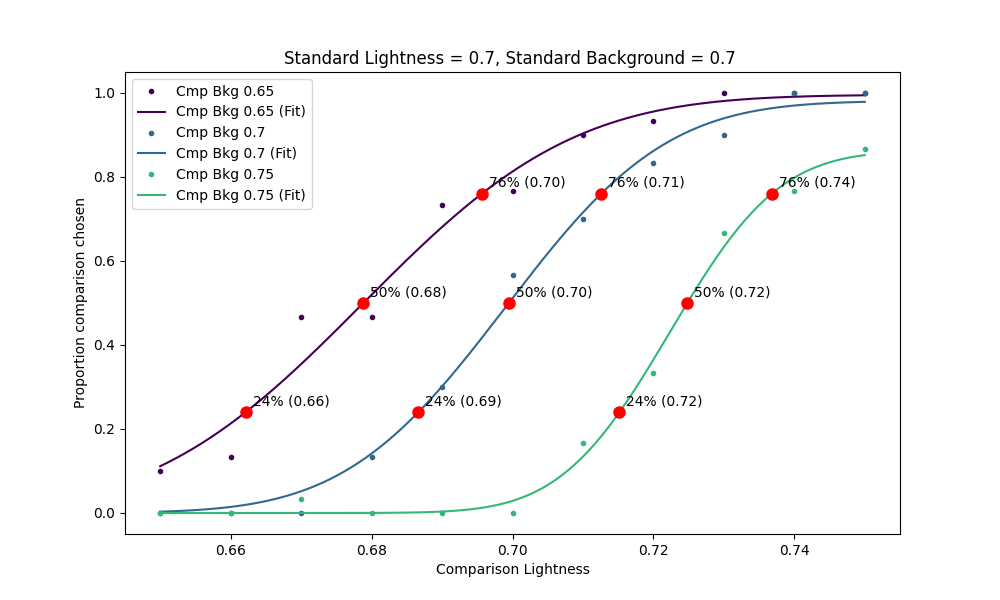 Standard Lightness = 0.7, Standard Background = 0.7
Cmp Bkg 0.65
Cmp Bkg 0.65 (Fit)
Cmp Bkg 0.7
Cmp Bkg 0.7 (Fit)
Cmp Bkg 0.75
Cmp Bkg 0.75 (Fit)
1.0
0.8
0.6
0.4
0.2
0.0
Proportion comparison chosen
76% (0.70)
76% (0.71)
76% (0.74)
50% (0.68)
50% (0.70)
50% (0.72)
24% (0.66)
24% (0.69)
24% (0.72)
0.66
0.68
0.70
0.72
0.74
Comparison Lightness